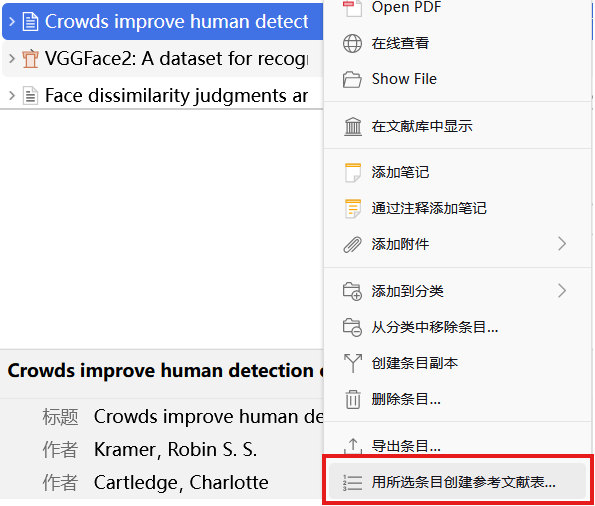 Crowds improve human detect
VGGFace2: A dataset for recog
Face dissimilarity judgments ar
Open PDF
在线查看
Show File
在文献库中显示
添加笔记
通过注释添加笔记
添加附件
添加到分类
从分类中移除条目...
创建条目副本
删除条目...
导出条目...
用所选条目创建参考文献表...
Crowds improve human detection
标题 Crowds improve human de
作者 Kramer, Robin S. S.
作者 Cartledge, Charlotte